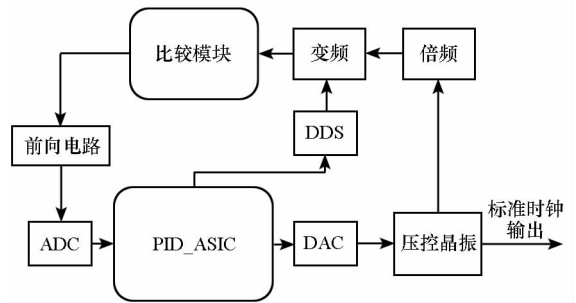 比较模块
变频
倍频
前向电路
DDS
ADC
PID_ASIC
DAC
压控晶振
标准时钟
输出